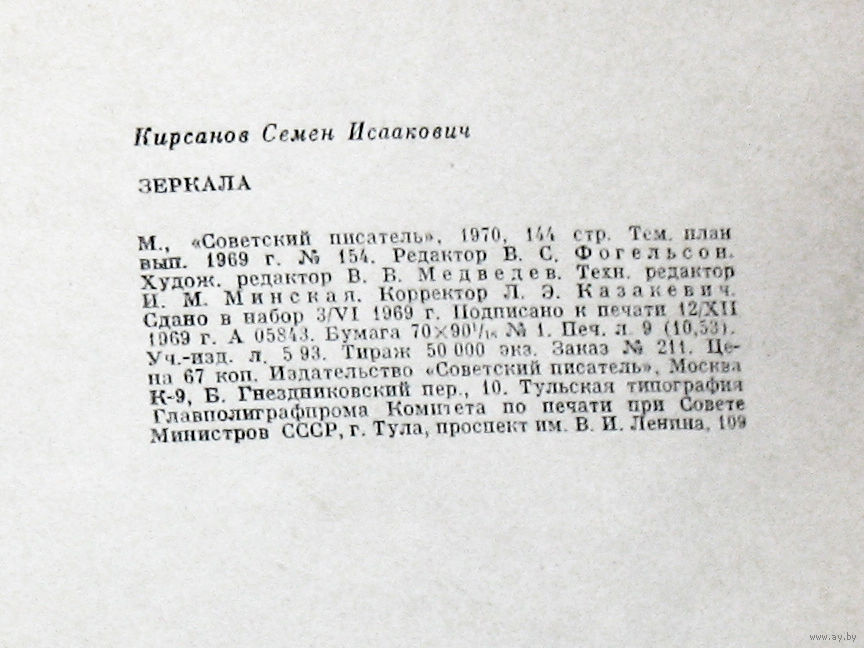 Кирсанов Семен Исаакович
ЗЕРКАЛА
М., «Советский писатель», 1970, 144 стр. Тем. план
вып. 1969 г. № 154. Редактор В. С. Фогельсон.
Худож. редактор В. В. Медведев. Техн. редактор
И. М. Минская. Корректор Л. Э. Казакевич.
Сдано в набор 3/VI 1969 г. Подписано к печати 12/XII
1969 г. А 05843. Бумага 70×90¹/₁₆ № 1. Печ. л. 9 (10,53).
Уч.-изд. л. 5 93. Тираж 50 000 экз. Заказ № 211. Це-
на 67 коп. Издательство «Советский писатель», Москва
К-9, Б. Гнездниковский пер., 10. Тульская типография
Главполиграфпрома Комитета по печати при Совете
Министров СССР, г. Тула, проспект им. В. И. Ленина, 109
www.ay.by